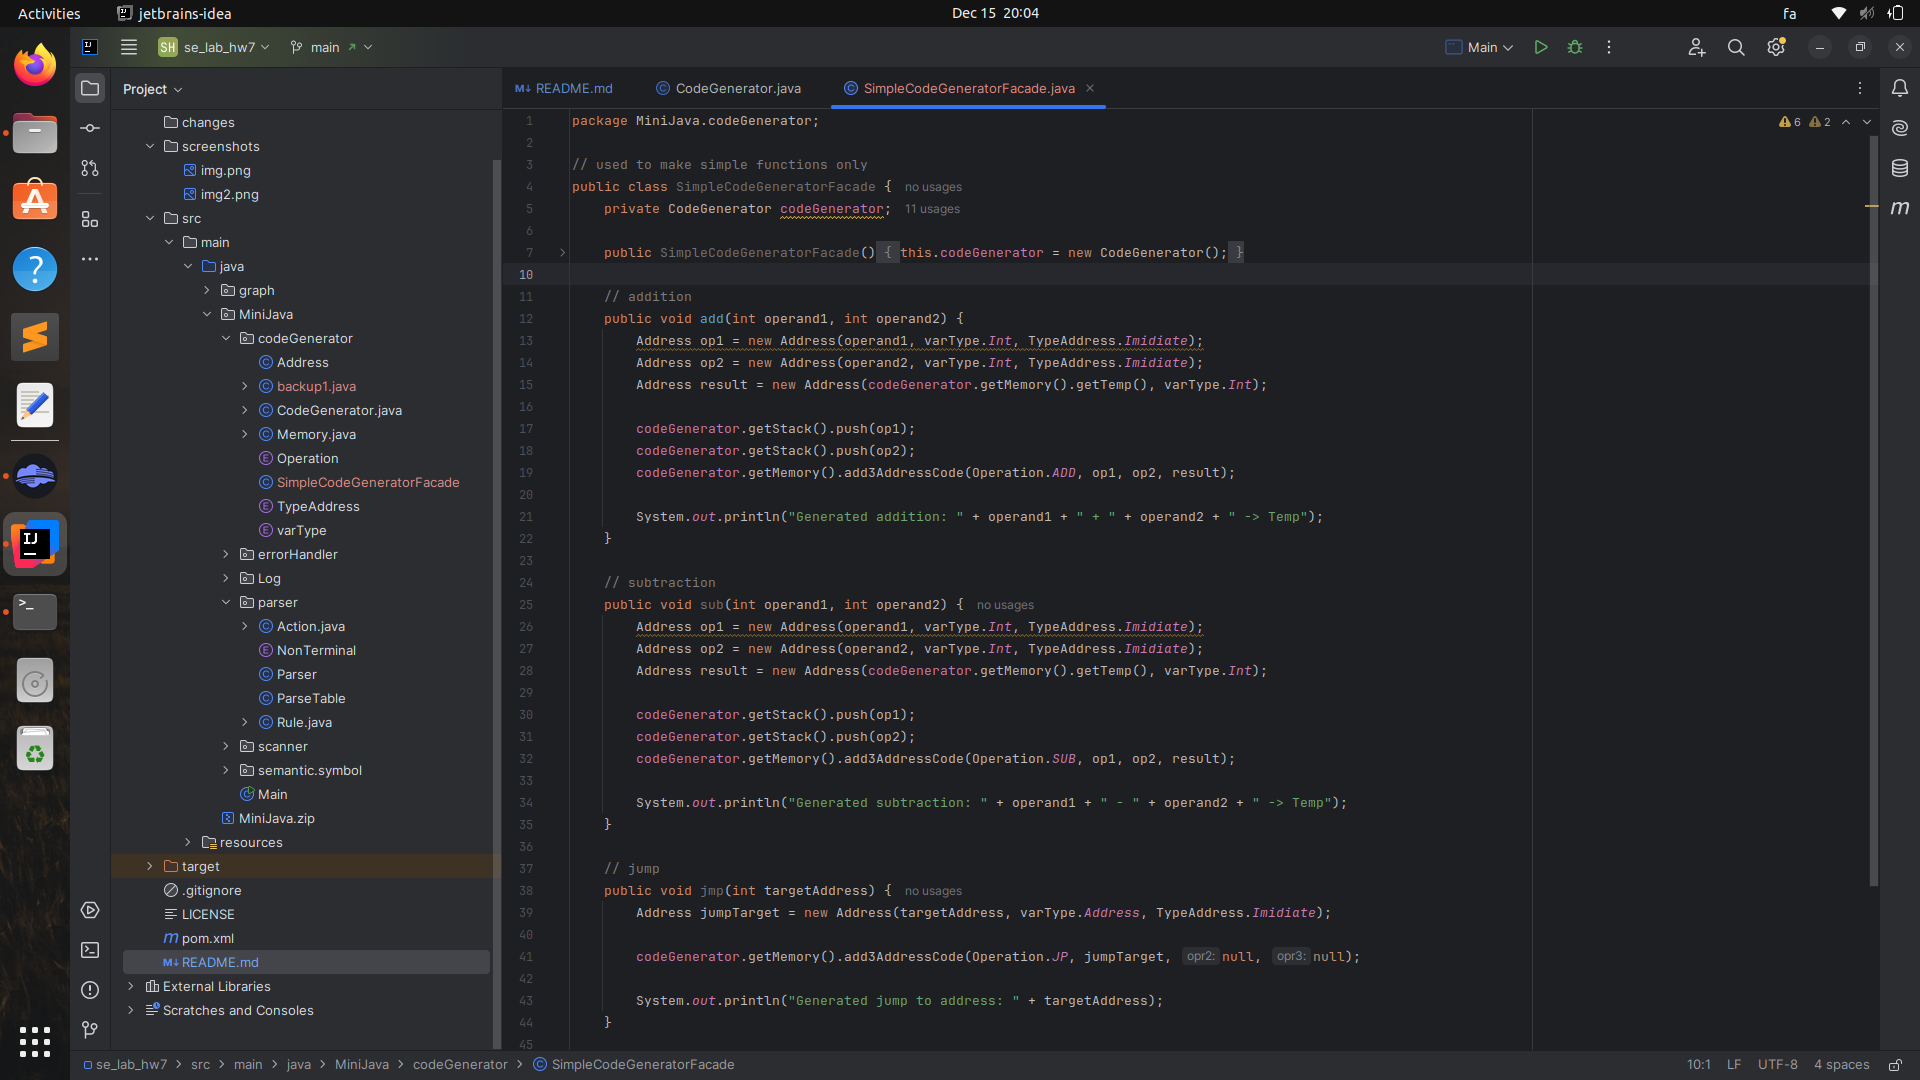 Activities
jetbrains-idea
Dec 15 20:04
fa
SH se_lab_hw7
main
Main
Project
README.md
CodeGenerator.java
SimpleCodeGeneratorFacade.java
changes
screenshots
img.png
img2.png
src
main
java
graph
MiniJava
codeGenerator
Address
backup1.java
CodeGenerator.java
Memory.java
Operation
SimpleCodeGeneratorFacade
TypeAddress
varType
errorHandler
Log
parser
Action.java
NonTerminal
Parser
ParseTable
Rule.java
scanner
semantic.symbol
Main
MiniJava.zip
resources
target
.gitignore
LICENSE
pom.xml
README.md
External Libraries
Scratches and Consoles
6 2
1 package MiniJava.codeGenerator;
2
3 // used to make simple functions only
4 public class SimpleCodeGeneratorFacade { no usages
5 private CodeGenerator codeGenerator; 11 usages
6
7 public SimpleCodeGeneratorFacade() { this.codeGenerator = new CodeGenerator(); }
10
11 // addition
12 public void add(int operand1, int operand2) {
13 Address op1 = new Address(operand1, varType.Int, TypeAddress.Imidiate);
14 Address op2 = new Address(operand2, varType.Int, TypeAddress.Imidiate);
15 Address result = new Address(codeGenerator.getMemory().getTemp(), varType.Int);
16
17 codeGenerator.getStack().push(op1);
18 codeGenerator.getStack().push(op2);
19 codeGenerator.getMemory().add3AddressCode(Operation.ADD, op1, op2, result);
20
21 System.out.println("Generated addition: " + operand1 + " + " + operand2 + " -> Temp");
22 }
23
24 // subtraction
25 public void sub(int operand1, int operand2) { no usages
26 Address op1 = new Address(operand1, varType.Int, TypeAddress.Imidiate);
27 Address op2 = new Address(operand2, varType.Int, TypeAddress.Imidiate);
28 Address result = new Address(codeGenerator.getMemory().getTemp(), varType.Int);
29
30 codeGenerator.getStack().push(op1);
31 codeGenerator.getStack().push(op2);
32 codeGenerator.getMemory().add3AddressCode(Operation.SUB, op1, op2, result);
33
34 System.out.println("Generated subtraction: " + operand1 + " - " + operand2 + " -> Temp");
35 }
36
37 // jump
38 public void jmp(int targetAddress) { no usages
39 Address jumpTarget = new Address(targetAddress, varType.Address, TypeAddress.Imidiate);
40
41 codeGenerator.getMemory().add3AddressCode(Operation.JP, jumpTarget, opr2: null, opr3: null);
42
43 System.out.println("Generated jump to address: " + targetAddress);
44 }
45
se_lab_hw7 > src > main > java > MiniJava > codeGenerator > SimpleCodeGeneratorFacade
10:1 LF UTF-8 4 spaces